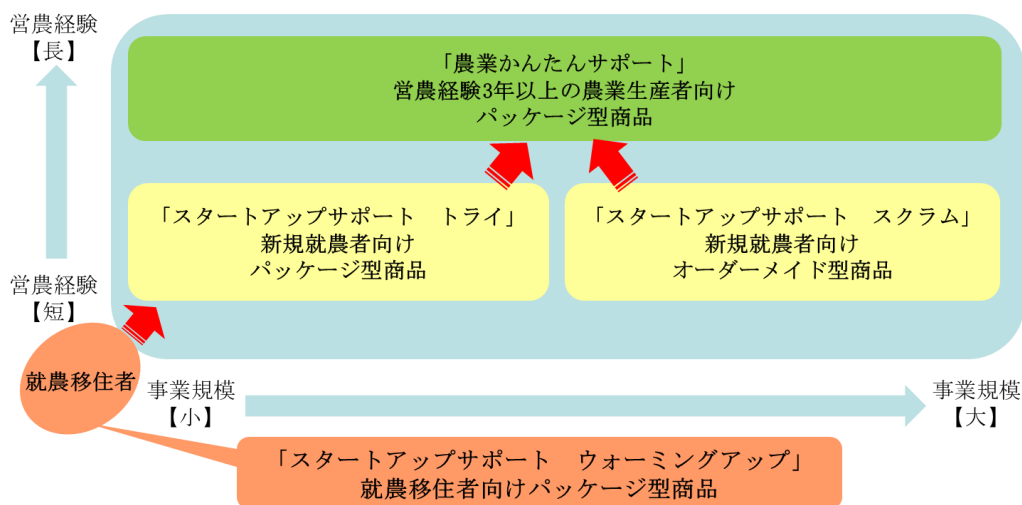 営農経験
【長】
「農業かんたんサポート」
営農経験3年以上の農業生産者向け
パッケージ型商品
「スタートアップサポート　トライ」
新規就農者向け
パッケージ型商品
「スタートアップサポート　スクラム」
新規就農者向け
オーダーメイド型商品
営農経験
【短】
就農移住者
事業規模
【小】
事業規模
【大】
「スタートアップサポート　ウォーミングアップ」
就農移住者向けパッケージ型商品